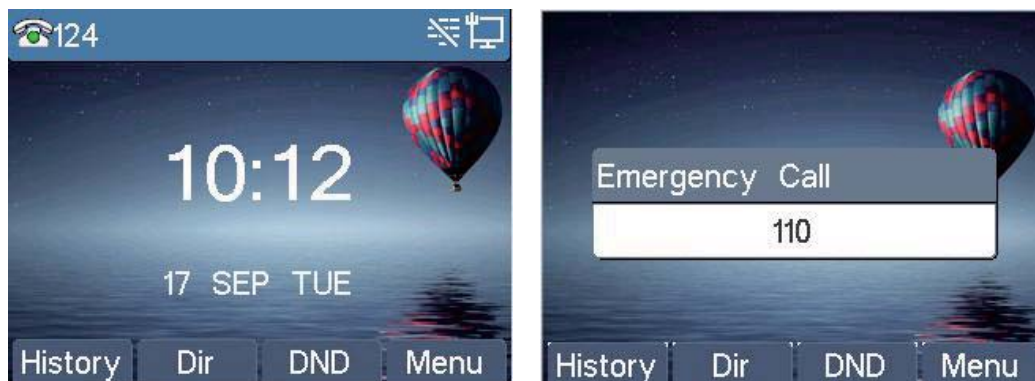 124
10:12
17 SEP TUE
History Dir DND Menu
Emergency Call
110
History Dir DND Menu